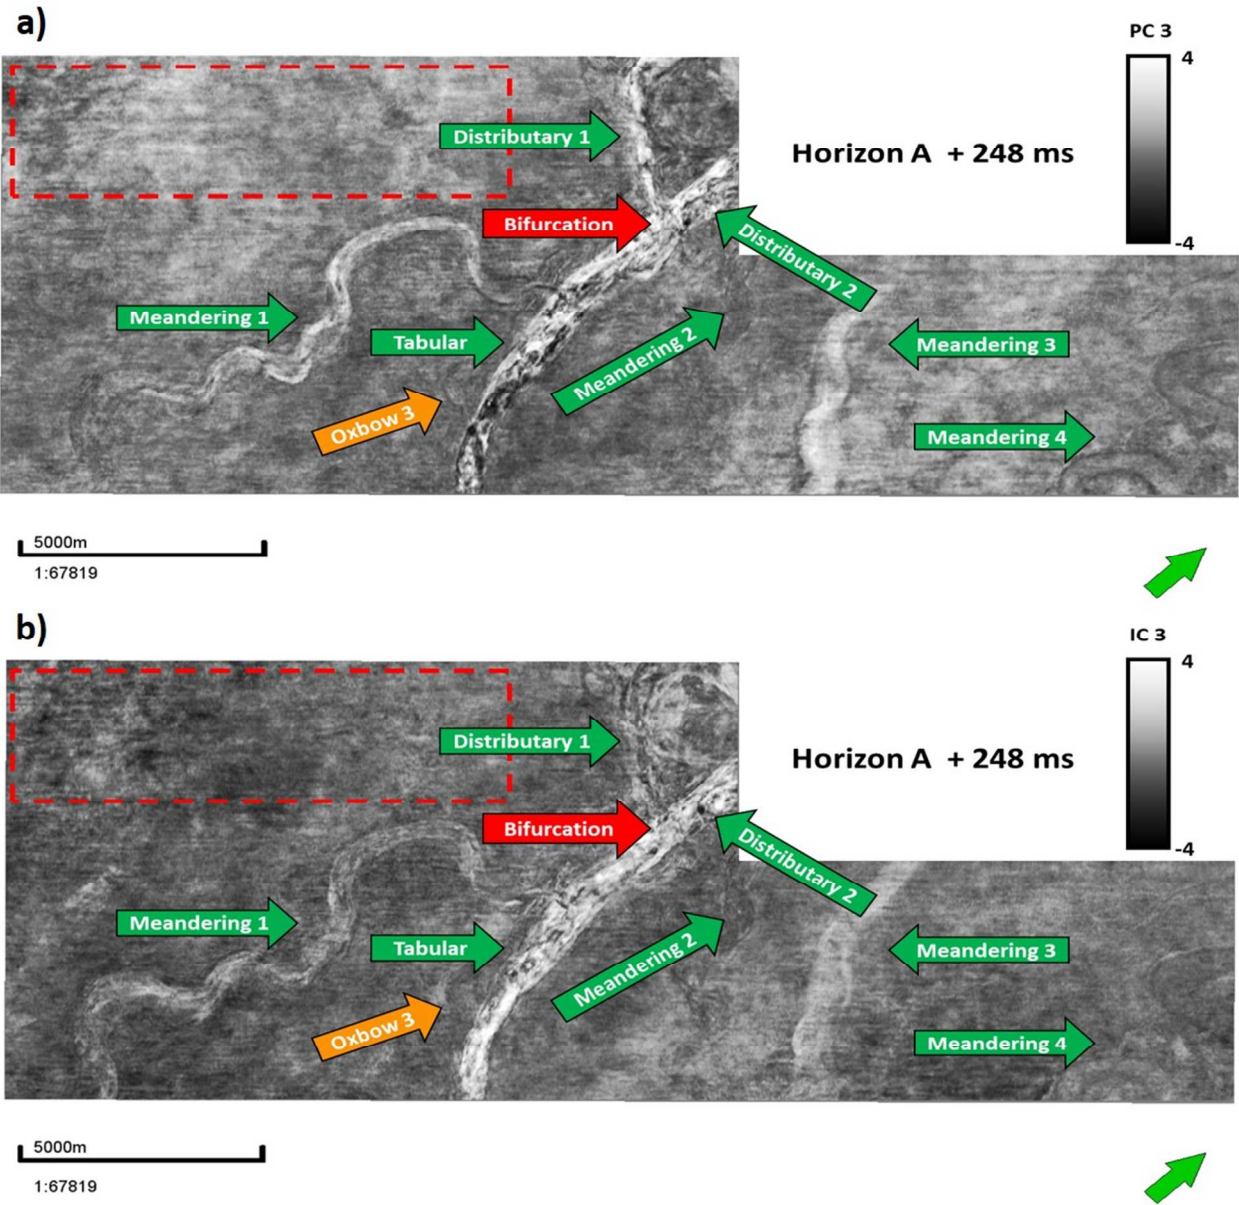 a)
PC 3
4
-4
Distributary 1
Horizon A + 248 ms
Bifurcation
Distributary 2
Meandering 1
Tabular
Meandering 2
Meandering 3
Oxbow 3
Meandering 4
5000m
1:67819
b)
IC 3
4
-4
Distributary 1
Horizon A + 248 ms
Bifurcation
Distributary 2
Meandering 1
Tabular
Meandering 2
Meandering 3
Oxbow 3
Meandering 4
5000m
1:67819